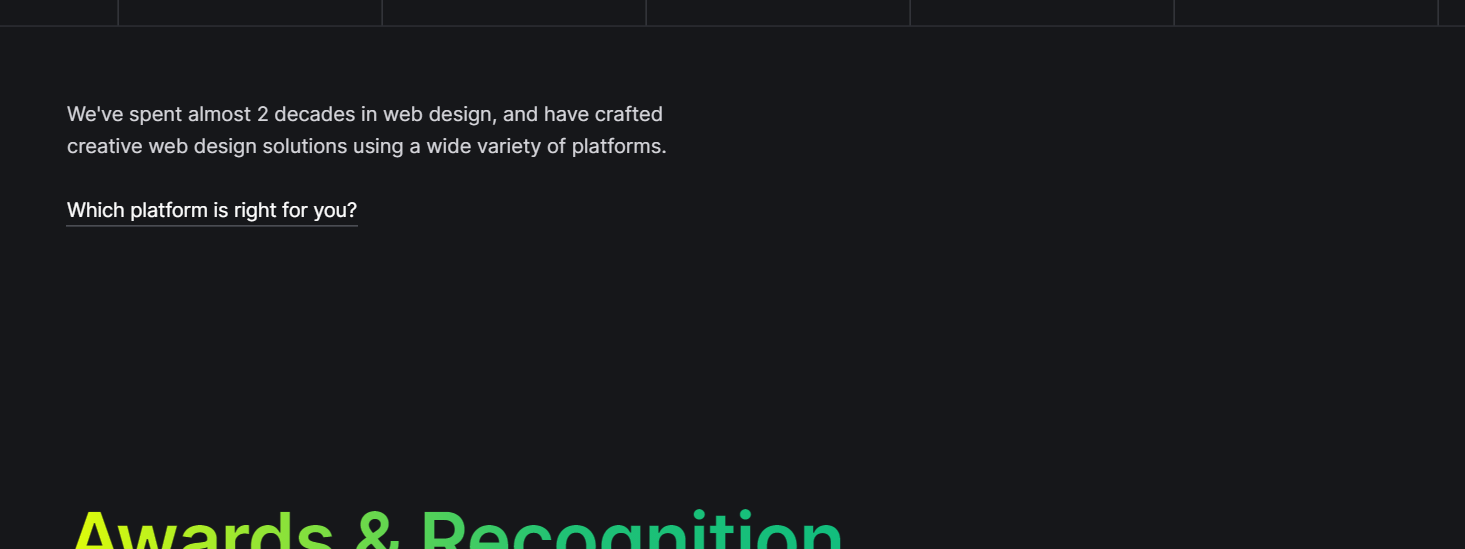 We've spent almost 2 decades in web design, and have crafted
creative web design solutions using a wide variety of platforms.
Which platform is right for you?
Awards & Recognition